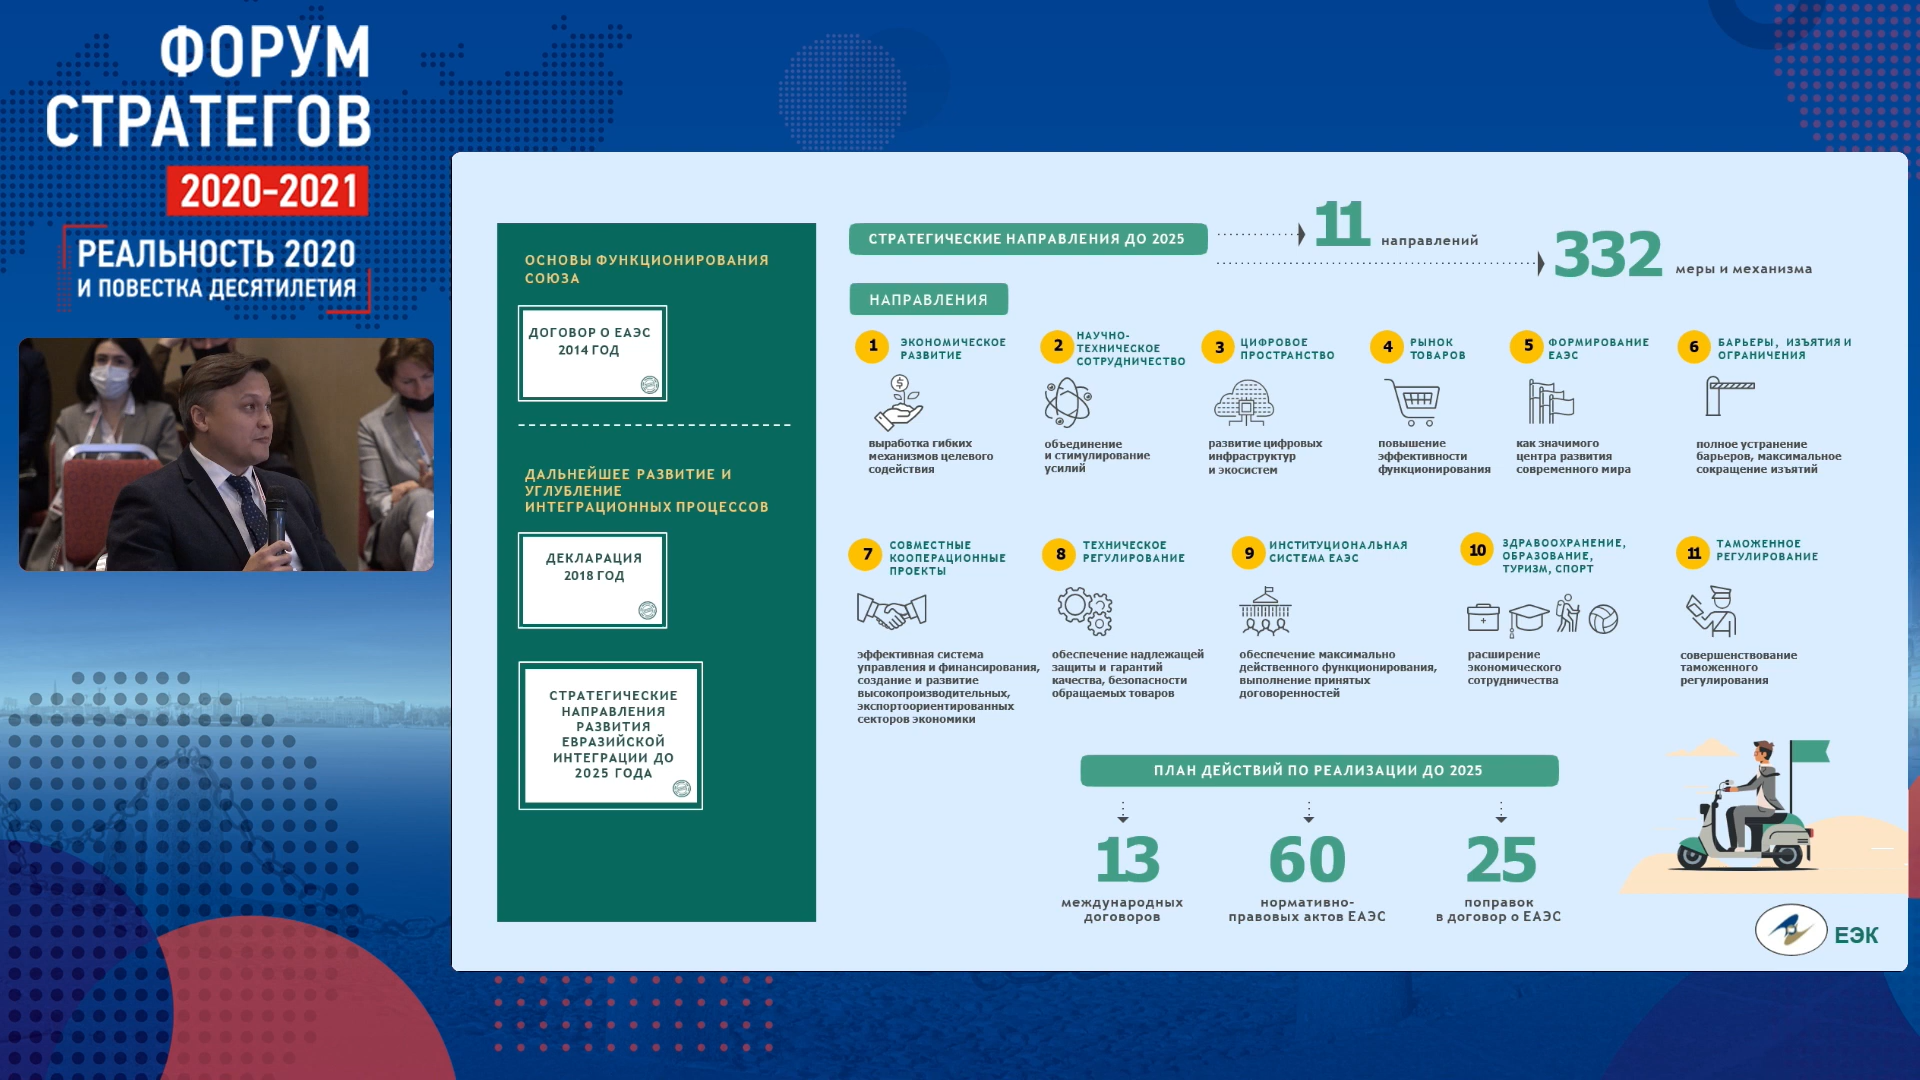 ФОРУМ
СТРАТЕГОВ
2020-2021
РЕАЛЬНОСТЬ 2020
И ПОВЕСТКА ДЕСЯТИЛЕТИЯ
ОСНОВЫ ФУНКЦИОНИРОВАНИЯ
СОЮЗА
ДОГОВОР О ЕАЭС
2014 ГОД
ДАЛЬНЕЙШЕЕ РАЗВИТИЕ И
УГЛУБЛЕНИЕ
ИНТЕГРАЦИОННЫХ ПРОЦЕССОВ
ДЕКЛАРАЦИЯ
2018 ГОД
СТРАТЕГИЧЕСКИЕ
НАПРАВЛЕНИЯ
РАЗВИТИЯ
ЕВРАЗИЙСКОЙ
ИНТЕГРАЦИИ ДО
2025 ГОДА
СТРАТЕГИЧЕСКИЕ НАПРАВЛЕНИЯ ДО 2025
11 направлений
332 меры и механизма
НАПРАВЛЕНИЯ
1 ЭКОНОМИЧЕСКОЕ
РАЗВИТИЕ
выработка гибких
механизмов целевого
содействия
2 НАУЧНО-
ТЕХНИЧЕСКОЕ
СОТРУДНИЧЕСТВО
объединение
и стимулирование
усилий
3 ЦИФРОВОЕ
ПРОСТРАНСТВО
развитие цифровых
инфраструктур
и экосистем
4 РЫНОК
ТОВАРОВ
повышение
эффективности
функционирования
5 ФОРМИРОВАНИЕ
ЕАЭС
как значимого
центра развития
современного мира
6 БАРЬЕРЫ, ИЗЪЯТИЯ И
ОГРАНИЧЕНИЯ
полное устранение
барьеров, максимальное
сокращение изъятий
7 СОВМЕСТНЫЕ
КООПЕРАЦИОННЫЕ
ПРОЕКТЫ
эффективная система
управления и финансирования,
создание и развитие
высокопроизводительных,
экспортоориентированных
секторов экономики
8 ТЕХНИЧЕСКОЕ
РЕГУЛИРОВАНИЕ
обеспечение надлежащей
защиты и гарантий
качества, безопасности
обращаемых товаров
9 ИНСТИТУЦИОНАЛЬНАЯ
СИСТЕМА ЕАЭС
обеспечение максимально
действенного функционирования,
выполнение принятых
договоренностей
10 ЗДРАВООХРАНЕНИЕ,
ОБРАЗОВАНИЕ,
ТУРИЗМ, СПОРТ
расширение
экономического
сотрудничества
11 ТАМОЖЕННОЕ
РЕГУЛИРОВАНИЕ
совершенствование
таможенного
регулирования
ПЛАН ДЕЙСТВИЙ ПО РЕАЛИЗАЦИИ ДО 2025
13
международных
договоров
60
нормативно-
правовых актов ЕАЭС
25
поправок
в договор о ЕАЭС
ЕЭК